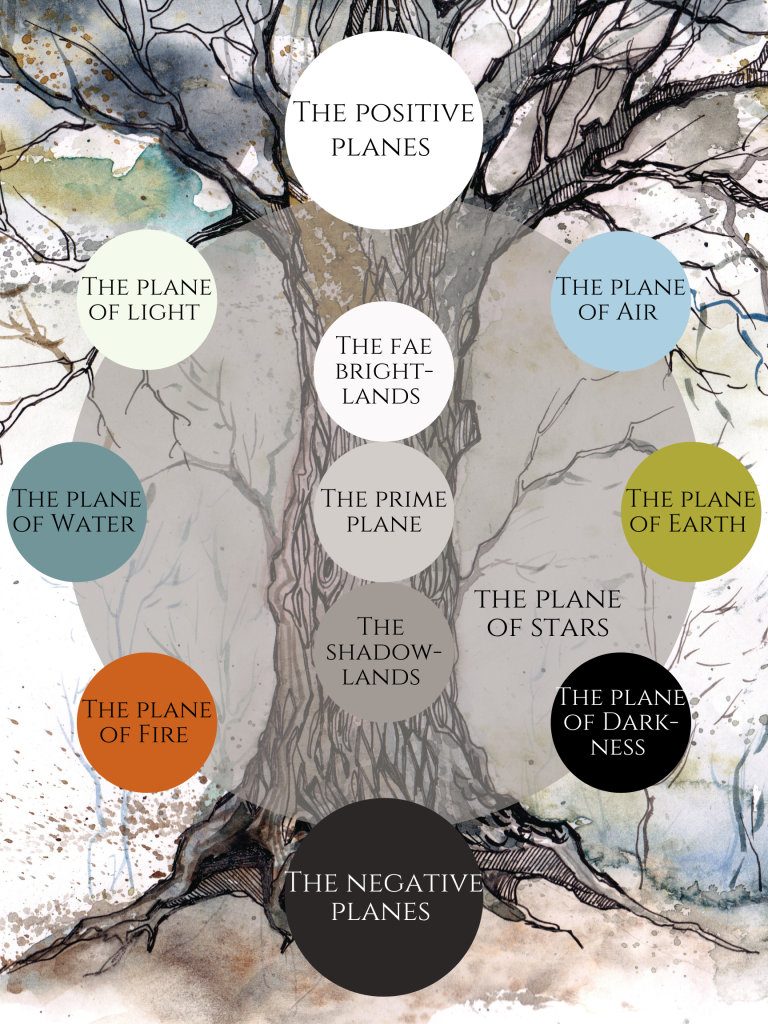 The positive
planes
The plane
of light
The plane
of Air
The fae
bright-
lands
The plane
of Water
The prime
plane
The plane
of Earth
the plane
of stars
The
shadow-
lands
The plane
of Fire
The plane
of Dark-
ness
The negative
planes